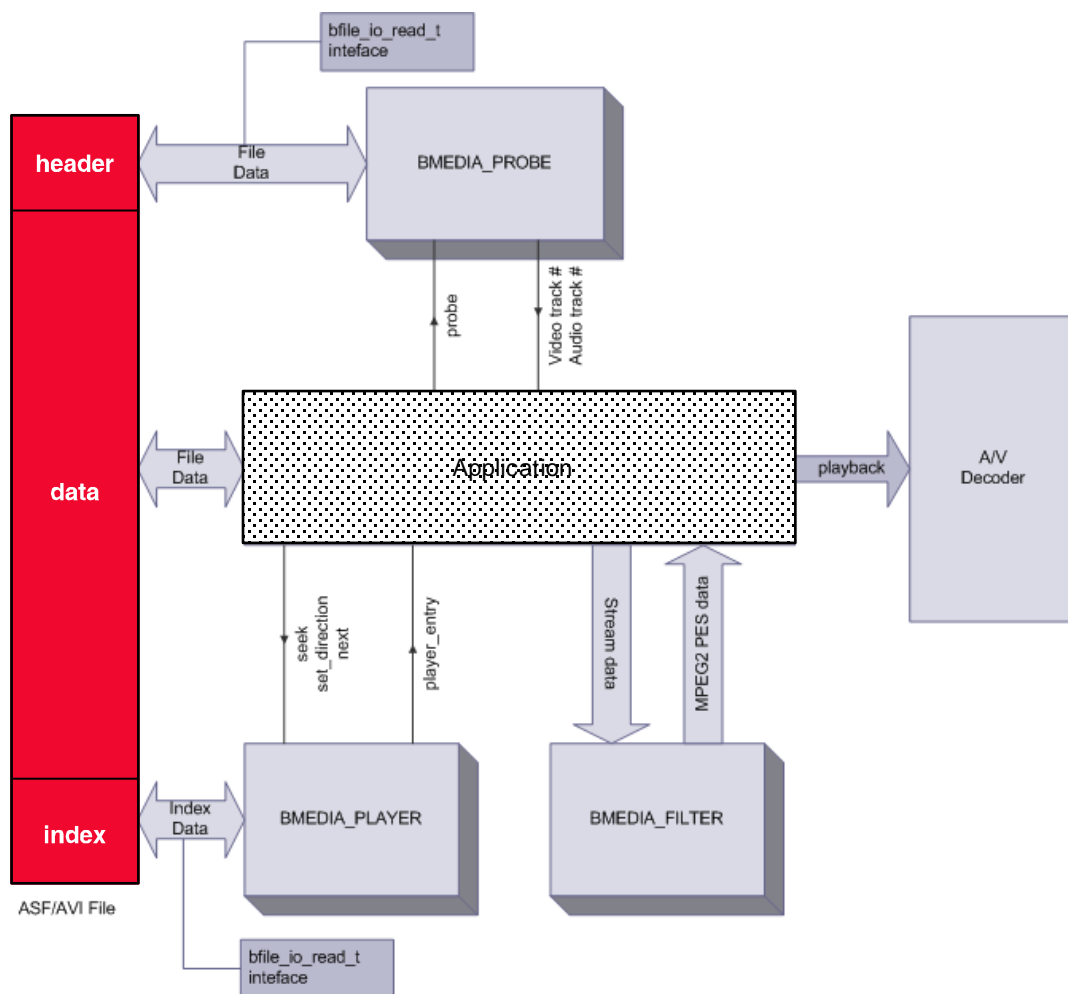 bfile_io_read_t
inteface
header
File
Data
BMEDIA_PROBE
probe
Video track #
Audio track #
data
File
Data
Application
playback
A/V
Decoder
seek
set_direction
next
player_entry
Stream data
MPEG2 PES data
index
Index
Data
BMEDIA_PLAYER
BMEDIA_FILTER
ASF/AVI File
bfile_io_read_t
inteface